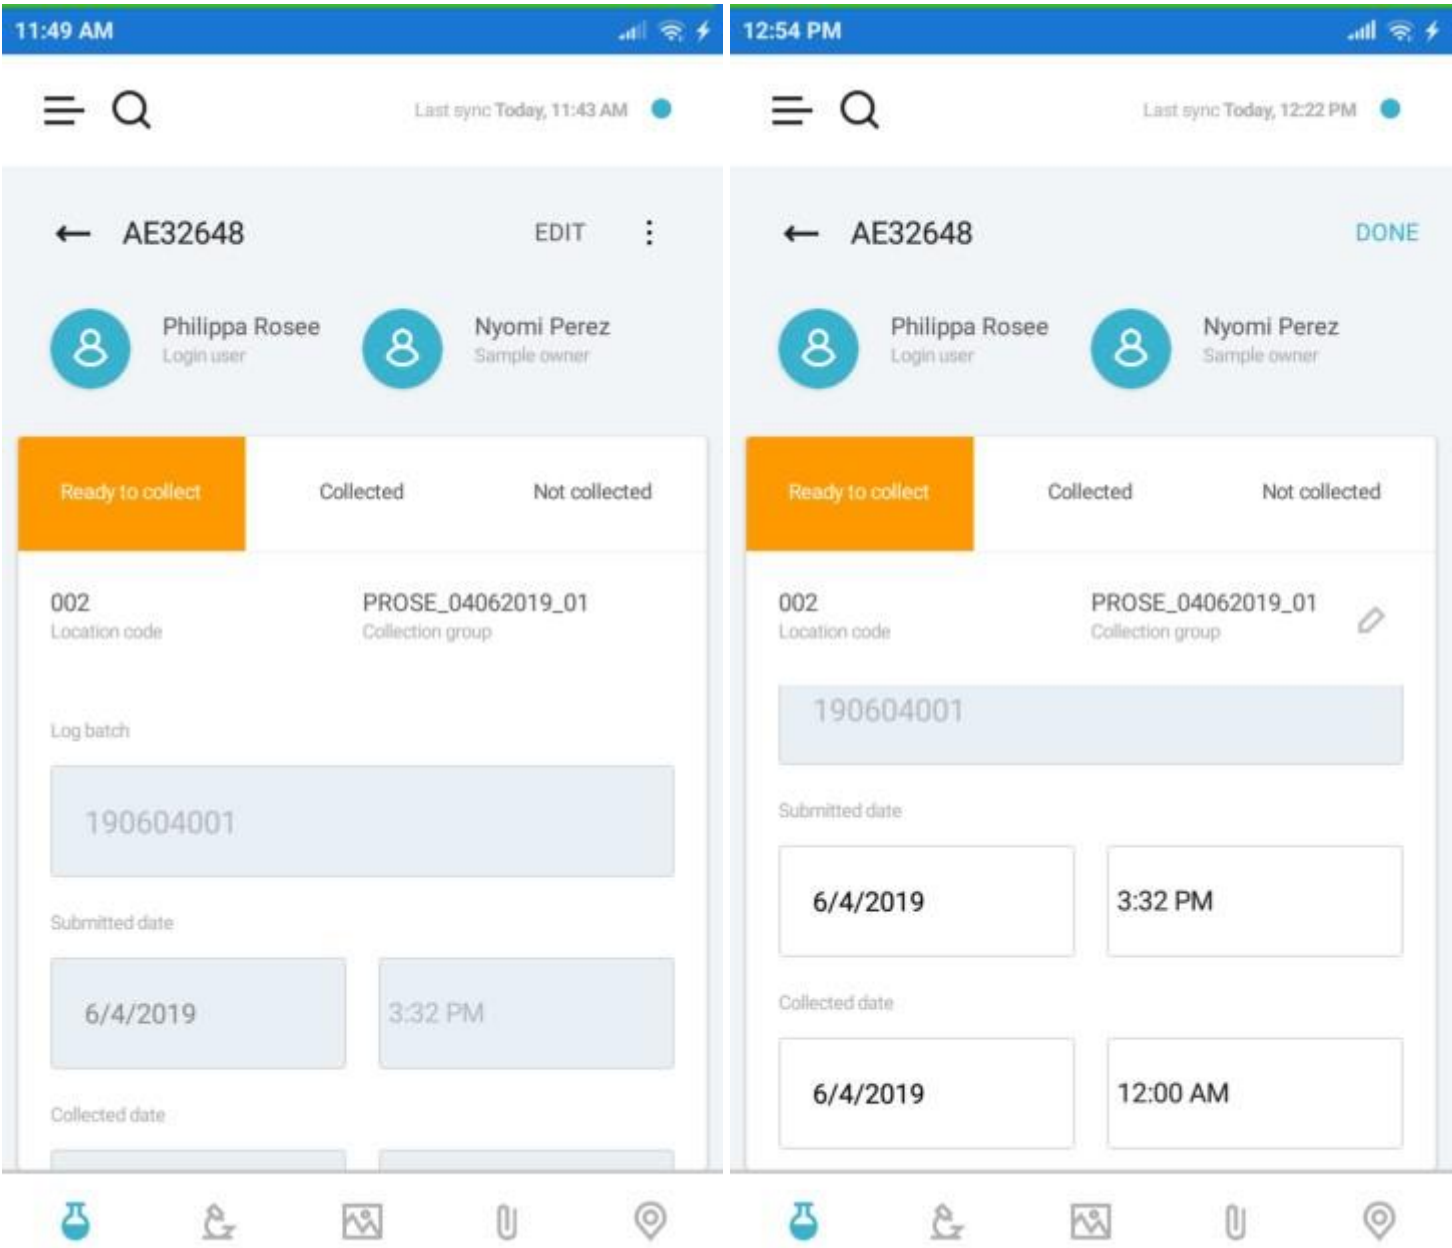 11:49 AM
Last sync Today, 11:43 AM
AE32648
EDIT
Philippa Rosee
Login user
Nyomi Perez
Sample owner
Ready to collect
Collected
Not collected
002
Location code
PROSE_04062019_01
Collection group
Log batch
190604001
Submitted date
6/4/2019
3:32 PM
Collected date
12:54 PM
Last sync Today, 12:22 PM
AE32648
DONE
Philippa Rosee
Login user
Nyomi Perez
Sample owner
Ready to collect
Collected
Not collected
002
Location code
PROSE_04062019_01
Collection group
190604001
Submitted date
6/4/2019
3:32 PM
Collected date
6/4/2019
12:00 AM